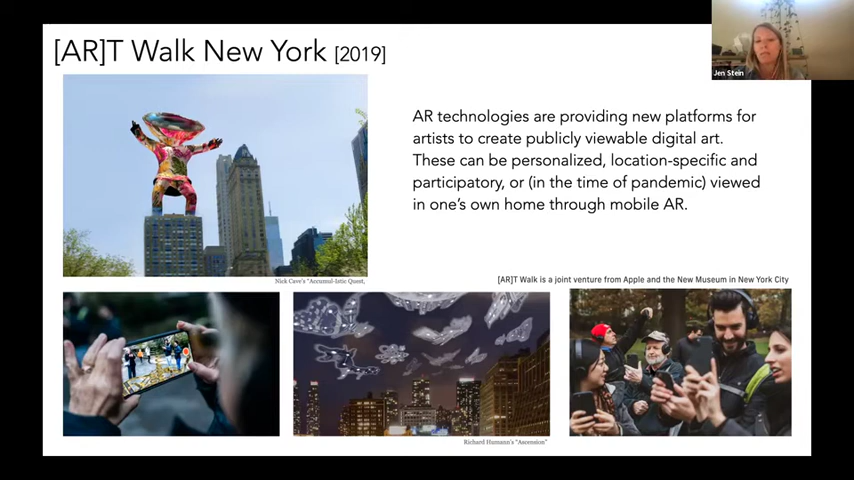 [AR]T Walk New York [2019]
Jen Stein
AR technologies are providing new platforms for
artists to create publicly viewable digital art.
These can be personalized, location-specific and
participatory, or (in the time of pandemic) viewed
in one's own home through mobile AR.
Nick Cave's "Accumul-Istic Quest,
[AR]T Walk is a joint venture from Apple and the New Museum in New York City
Richard Humann's "Ascension"